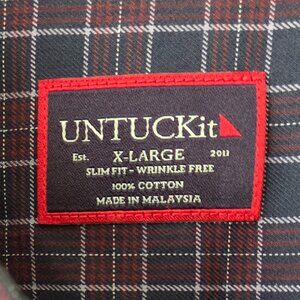 UNTUCKit
Est. X-LARGE 2011
SLIM FIT - WRINKLE FREE
100% COTTON
MADE IN MALAYSIA